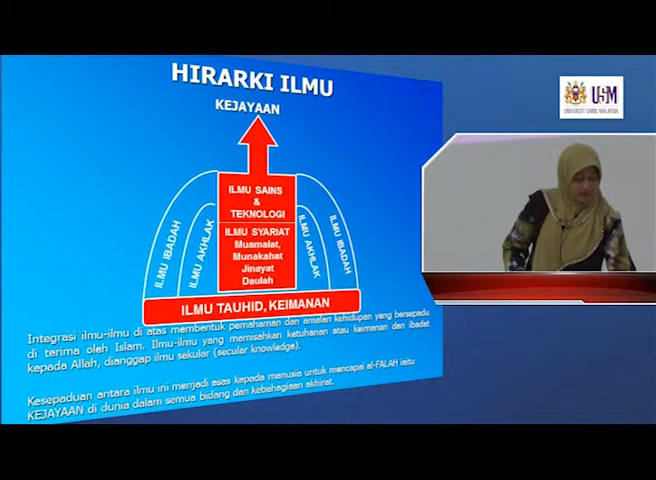 HIRARKI ILMU
KEJAYAAN
USM
UNIVERSITI SAINS MALAYSIA
ILMU SAINS
&
TEKNOLOGI
ILMU SYARIAT
Muamalat,
Munakahat
Jinayat
Daulah
ILMU IBADAH
ILMU AKHLAK
ILMU AKHLAK
ILMU IBADAH
ILMU TAUHID, KEIMANAN
Integrasi ilmu-ilmu di atas membentuk pemahaman dan amalan kehidupan yang bersepadu
di terima oleh Islam. Ilmu-ilmu yang memisahkan ketuhanan atau keimanan dan ibadat
kepada Allah, dianggap ilmu sekular (secular knowledge).
Kesepaduan antara ilmu ini menjadi asas kepada manusia untuk mencapai al-FALAH iaitu
KEJAYAAN di dunia dalam semua bidang dan kebahagiaan akhirat.